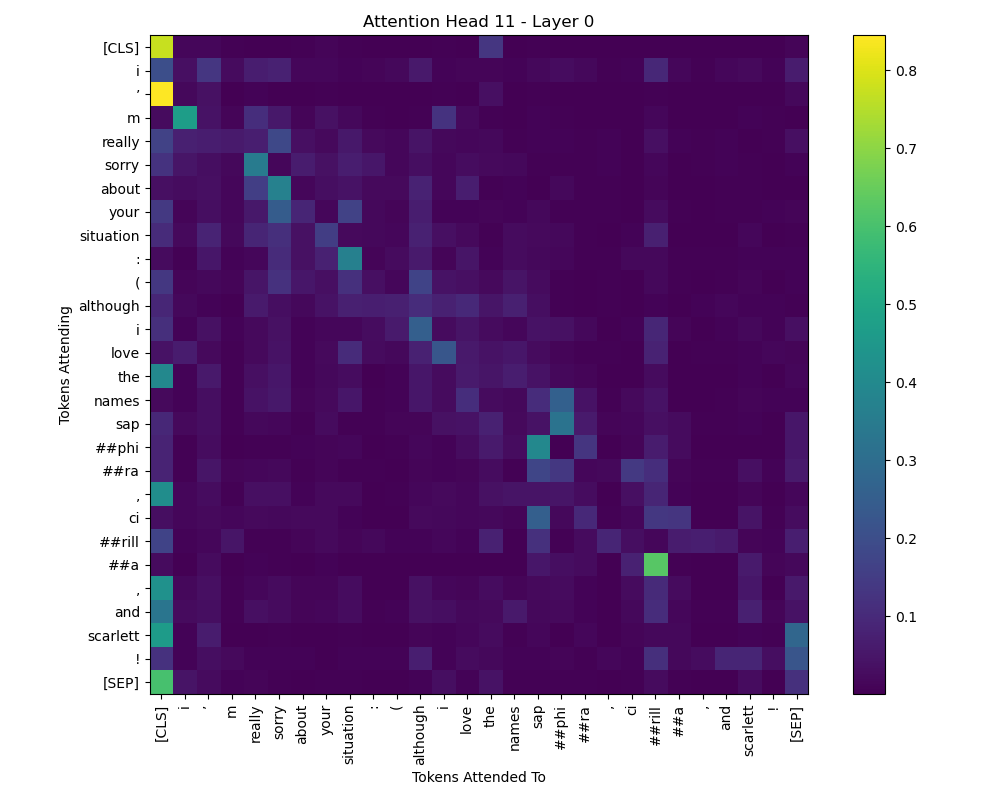 Attention Head 11 - Layer 0
Tokens Attending
[CLS]
i
’
m
really
sorry
about
your
situation
:
(
although
i
love
the
names
sap
##phi
##ra
,
ci
##rill
##a
,
and
scarlett
!
[SEP]
[CLS]
i
’
m
really
sorry
about
your
situation
:
(
although
i
love
the
names
sap
##phi
##ra
,
ci
##rill
##a
,
and
scarlett
!
[SEP]
Tokens Attended To
0.8
0.7
0.6
0.5
0.4
0.3
0.2
0.1